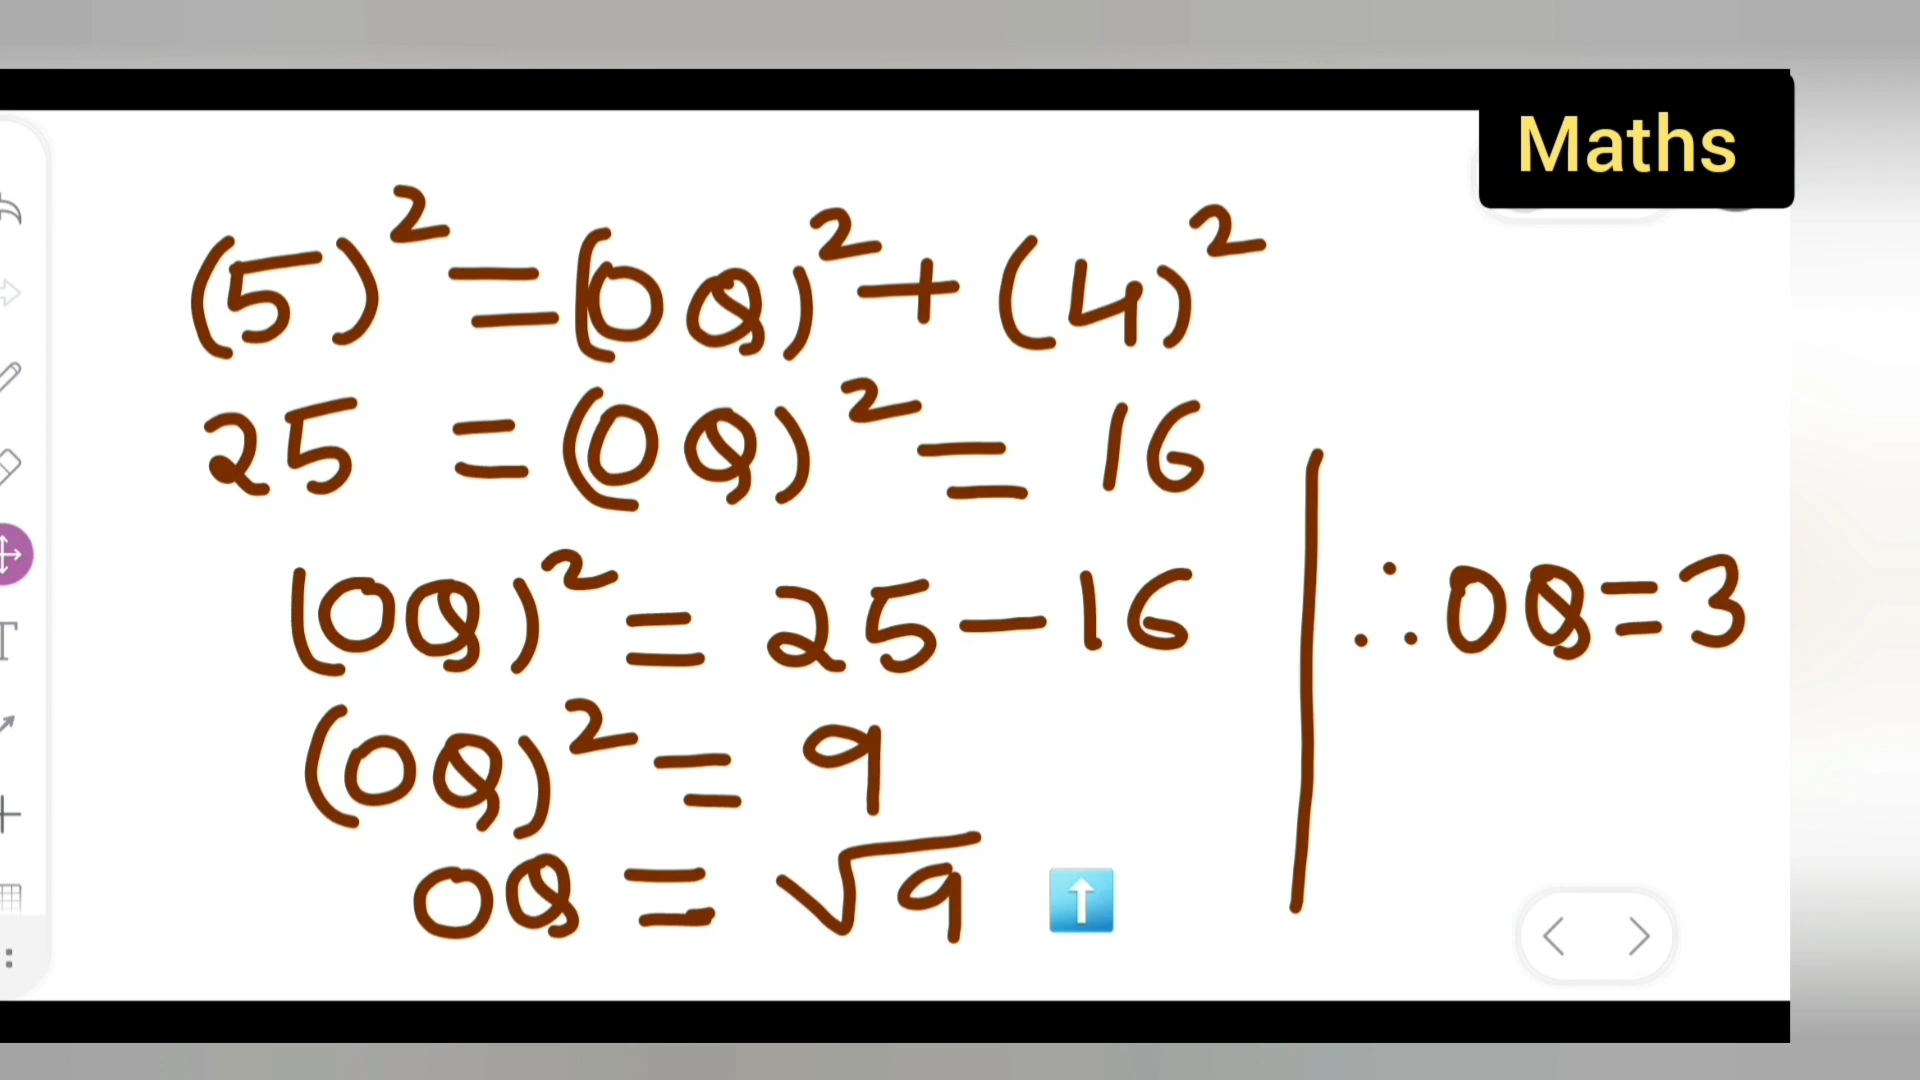 Maths
(5)² = (OQ)² + (4)²
25 = (OQ)² = 16
(OQ)² = 25 - 16
(OQ)² = 9
OQ = √9
∴ OQ = 3